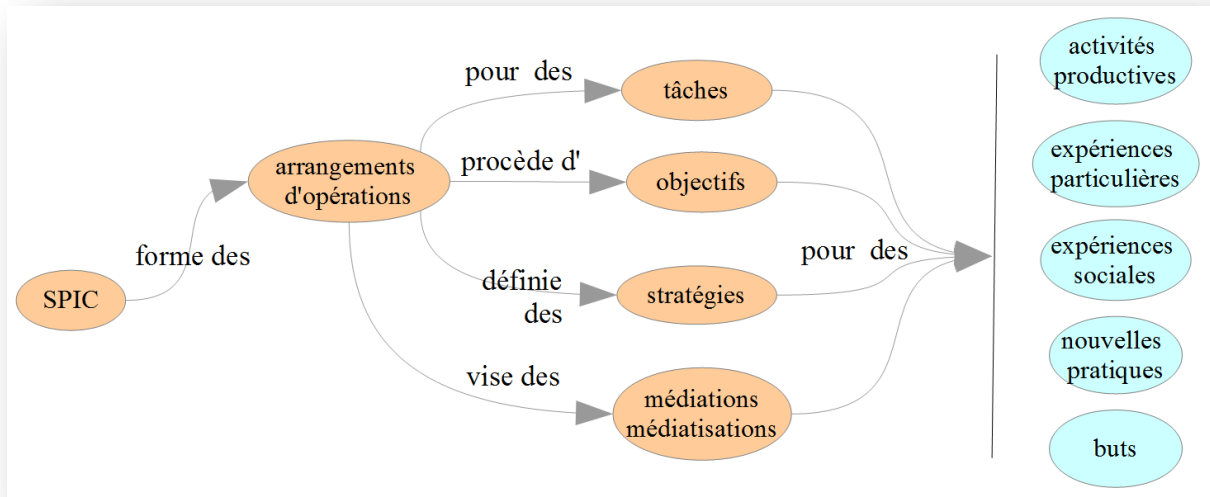 SPIC
forme des
arrangements
d'opérations
pour des
tâches
procède d'
objectifs
définie
des
stratégies
vise des
médiations
médiatisations
pour des
activités
productives
expériences
particulières
expériences
sociales
nouvelles
pratiques
buts